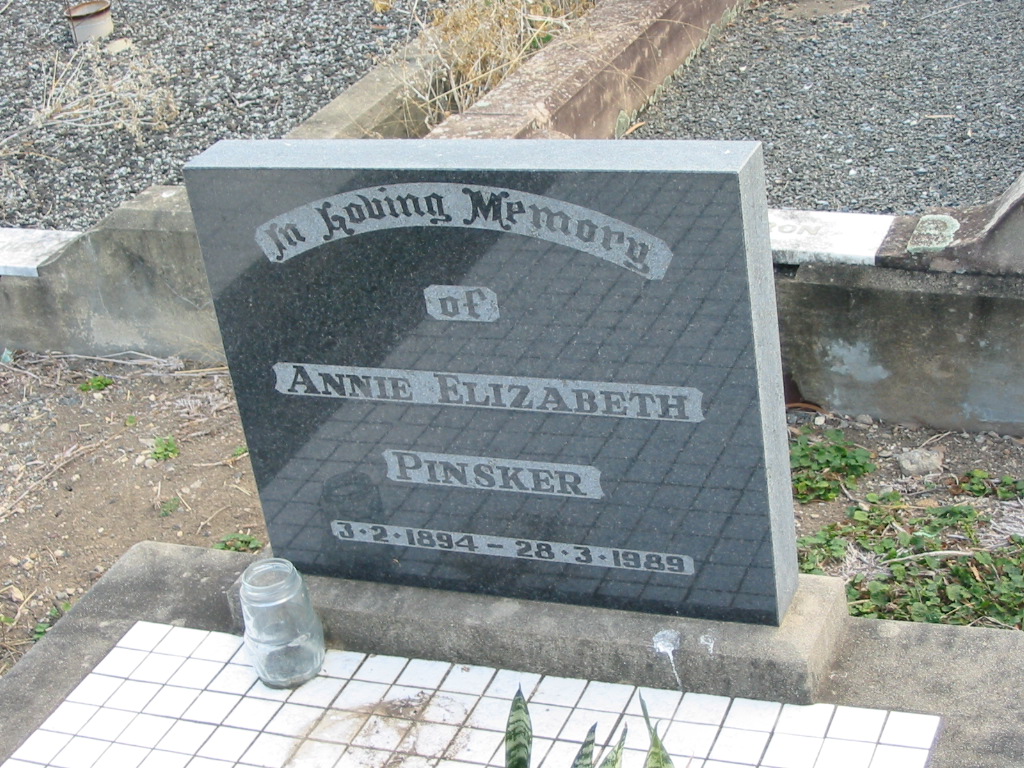 In Loving Memory
of
ANNIE ELIZABETH
PINSKER
3·2·1894 – 28·3·1989